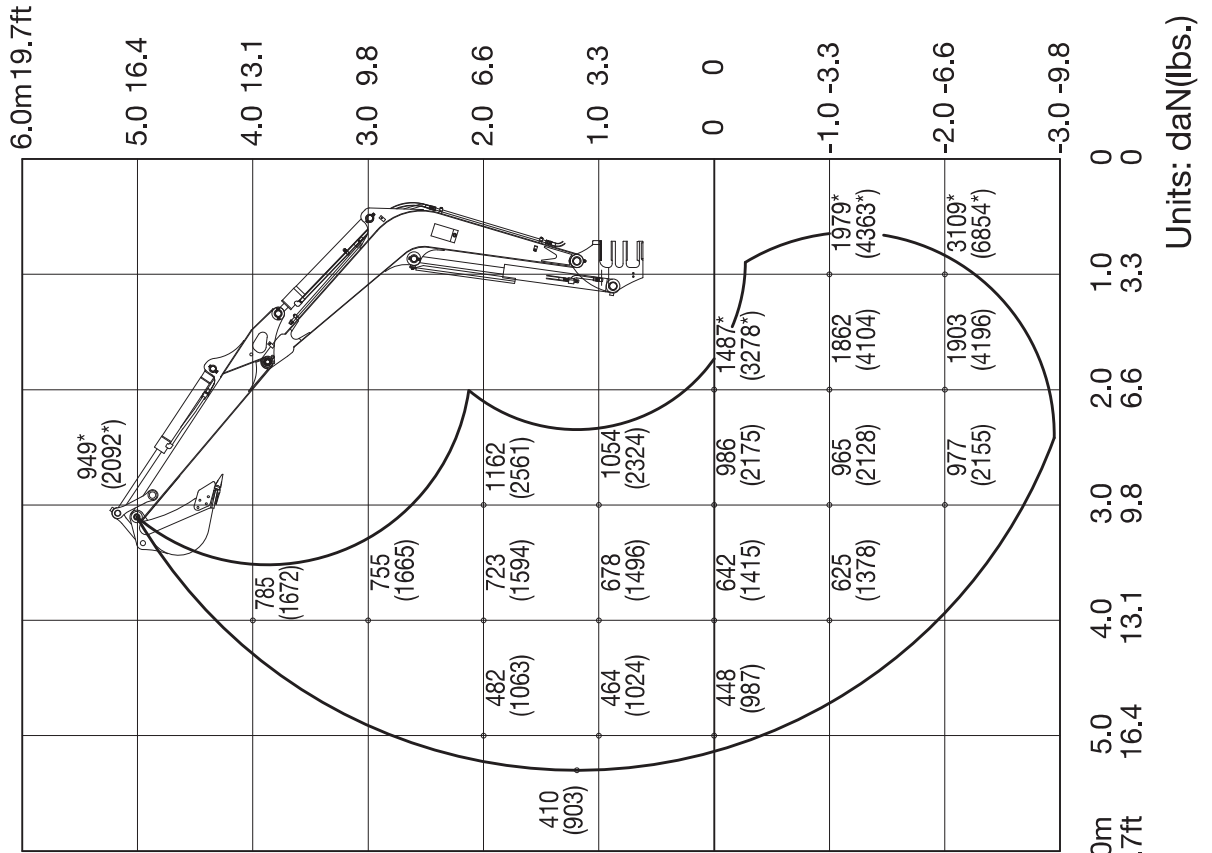 6.0m 19.7ft
949*
(2092*)
5.0 16.4
4.0 13.1
785
(1672)
3.0 9.8
755
(1665)
2.0 6.6
482 723 1162
(1063) (1594) (2561)
410
(903)
1.0 3.3
464 678 1054
(1024) (1496) (2324)
0 0
448 642 986 1487*
(987) (1415) (2175) (3278*)
-1.0 -3.3
625 965 1862 1979*
(1378) (2128) (4104) (4363*)
-2.0 -6.6
977 1903 3109*
(2155) (4196) (6854*)
-3.0 -9.8
0m 5.0 4.0 3.0 2.0 1.0 0
.7ft 16.4 13.1 9.8 6.6 3.3 0
Units: daN(lbs.)